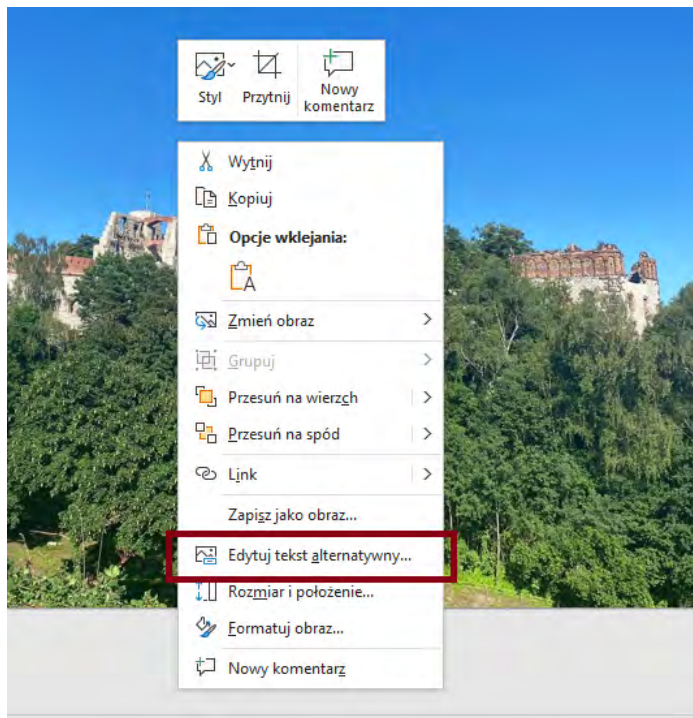 Styl
Przytnij
Nowy
komentarz
Wytnij
Kopiuj
Opcje wklejania:
A
Zmień obraz
Grupuj
Przesuń na wierzch
Przesuń na spód
Link
Zapisz jako obraz...
Edytuj tekst alternatywny...
Rozmiar i położenie...
Formatuj obraz...
Nowy komentarz